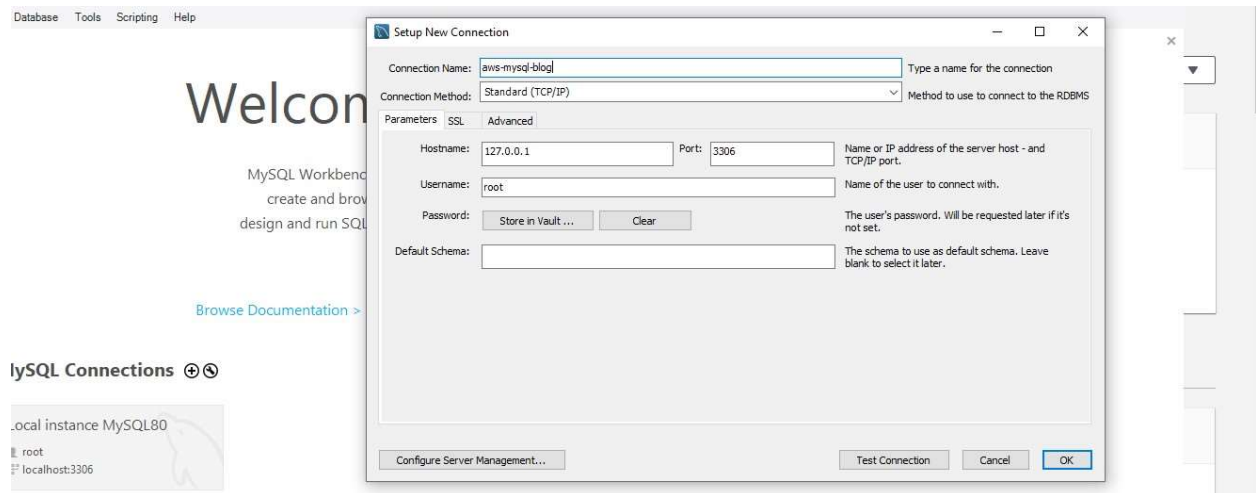 Database Tools Scripting Help
Setup New Connection
Connection Name: aws-mysql-blog Type a name for the connection
Connection Method: Standard (TCP/IP) Method to use to connect to the RDBMS
Parameters SSL Advanced
Hostname: 127.0.0.1 Port: 3306 Name or IP address of the server host - and
TCP/IP port.
Username: root Name of the user to connect with.
Password: Store in Vault ... Clear The user's password. Will be requested later if it's
not set.
Default Schema: The schema to use as default schema. Leave
blank to select it later.
Configure Server Management... Test Connection Cancel OK
Welcon
MySQL Workbenc
create and brov
design and run SQL
Browse Documentation >
lySQL Connections
Local instance MySQL80
root
localhost:3306